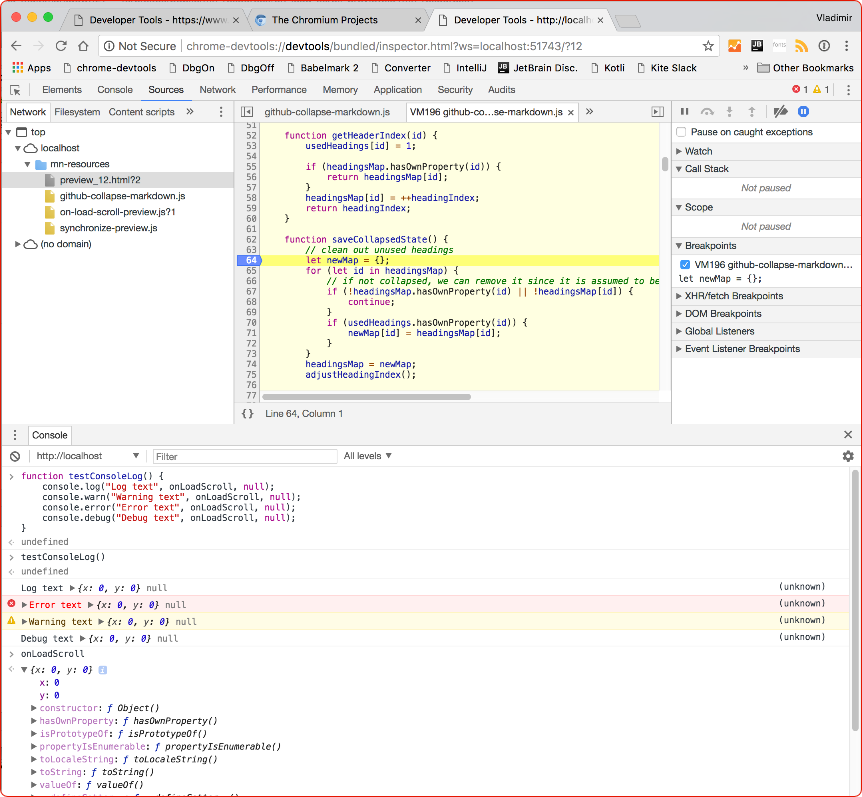 Developer Tools - https://www
The Chromium Projects
Developer Tools - http://localh
Vladimir
Not Secure | chrome-devtools://devtools/bundled/inspector.html?ws=localhost:51743/?12
Apps chrome-devtools DbgOn DbgOff Babelmark 2 Converter IntelliJ JetBrain Disc. Kotli Kite Slack » Other Bookmarks
Elements Console Sources Network Performance Memory Application Security Audits 1 1
Network Filesystem Content scripts »
github-collapse-markdown.js VM196 github-co...se-markdown.js × »
top
localhost
mn-resources
preview_12.html?2
github-collapse-markdown.js
on-load-scroll-preview.js?1
synchronize-preview.js
(no domain)
51
52 function getHeaderIndex(id) {
53 usedHeadings[id] = 1;
54
55 if (headingsMap.hasOwnProperty(id)) {
56 return headingsMap[id];
57 }
58 headingsMap[id] = ++headingIndex;
59 return headingIndex;
60 }
61
62 function saveCollapsedState() {
63 // clean out unused headings
64 let newMap = {};
65 for (let id in headingsMap) {
66 // if not collapsed, we can remove it since it is assumed to be
67 if (!headingsMap.hasOwnProperty(id) || !headingsMap[id]) {
68 continue;
69 }
70 if (usedHeadings.hasOwnProperty(id)) {
71 newMap[id] = headingsMap[id];
72 }
73 }
74 headingsMap = newMap;
75 adjustHeadingIndex();
76
77
{} Line 64, Column 1
Pause on caught exceptions
Watch
Call Stack
Not paused
Scope
Not paused
Breakpoints
VM196 github-collapse-markdown...
let newMap = {};
XHR/fetch Breakpoints
DOM Breakpoints
Global Listeners
Event Listener Breakpoints
Console
http://localhost Filter All levels
function testConsoleLog() {
console.log("Log text", onLoadScroll, null);
console.warn("Warning text", onLoadScroll, null);
console.error("Error text", onLoadScroll, null);
console.debug("Debug text", onLoadScroll, null);
}
undefined
testConsoleLog()
undefined
Log text {x: 0, y: 0} null (unknown)
Error text {x: 0, y: 0} null (unknown)
Warning text {x: 0, y: 0} null (unknown)
Debug text {x: 0, y: 0} null (unknown)
onLoadScroll
{x: 0, y: 0} i
x: 0
y: 0
constructor: ƒ Object()
hasOwnProperty: ƒ hasOwnProperty()
isPrototypeOf: ƒ isPrototypeOf()
propertyIsEnumerable: ƒ propertyIsEnumerable()
toLocaleString: ƒ toLocaleString()
toString: ƒ toString()
valueOf: ƒ valueOf()